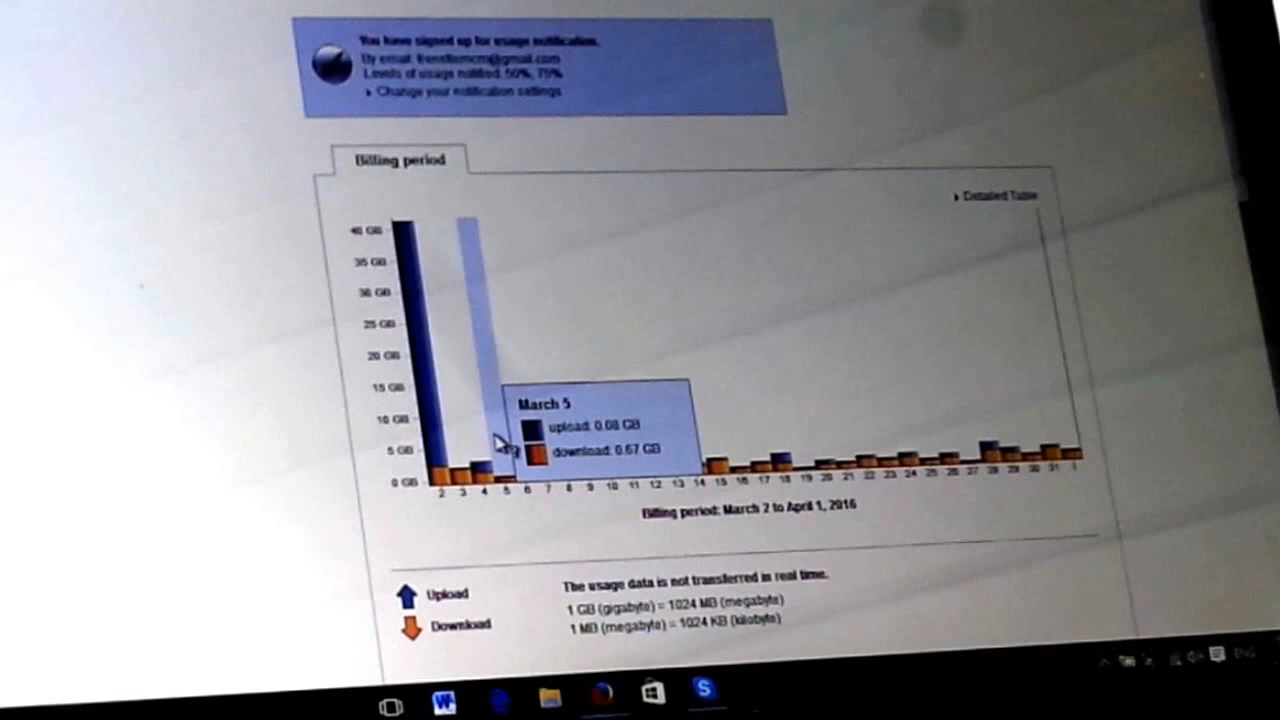 You have signed up for usage notification.
By email:
Levels of usage notified: 50%, 75%
Change your notification settings
Billing period
Detailed Table
40 GB
35 GB
30 GB
25 GB
20 GB
15 GB
10 GB
5 GB
0 GB
March 5
upload: 0.08 GB
download: 0.67 GB
2 3 4 5 6 7 8 9 10 11 12 13 14 15 16 17 18 19 20 21 22 23 24 25 26 27 28 29 30 31 1
Billing period: March 2 to April 1, 2016
Upload
Download
The usage data is not transferred in real time.
1 GB (gigabyte) = 1024 MB (megabyte)
1 MB (megabyte) = 1024 KB (kilobyte)
W
S